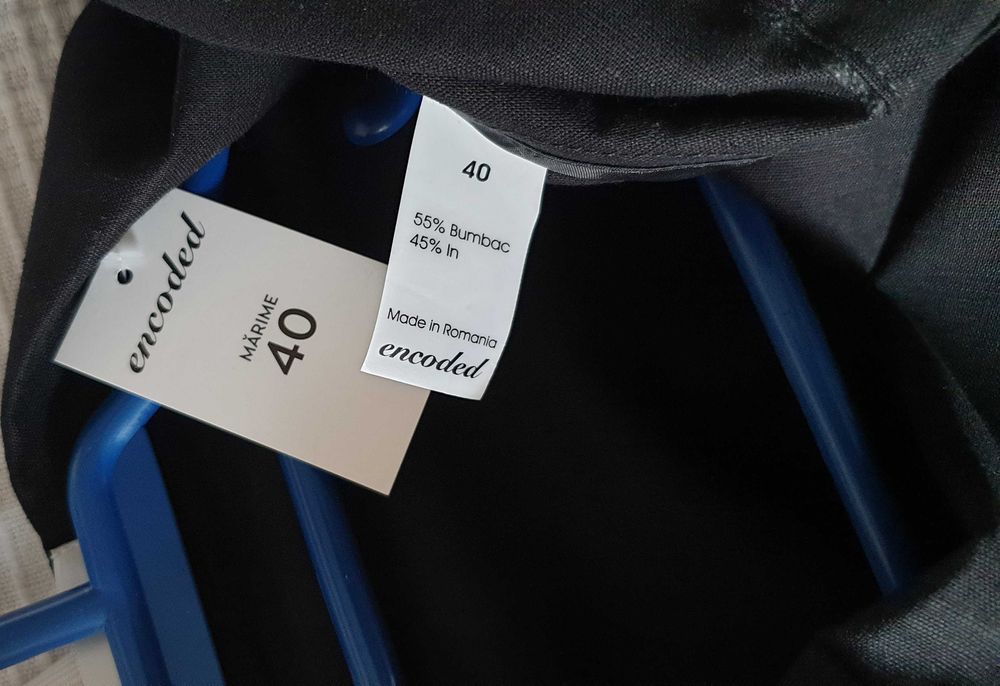 encoded
MĂRIME
40
40
55% Bumbac
45% In
Made in Romania
encoded